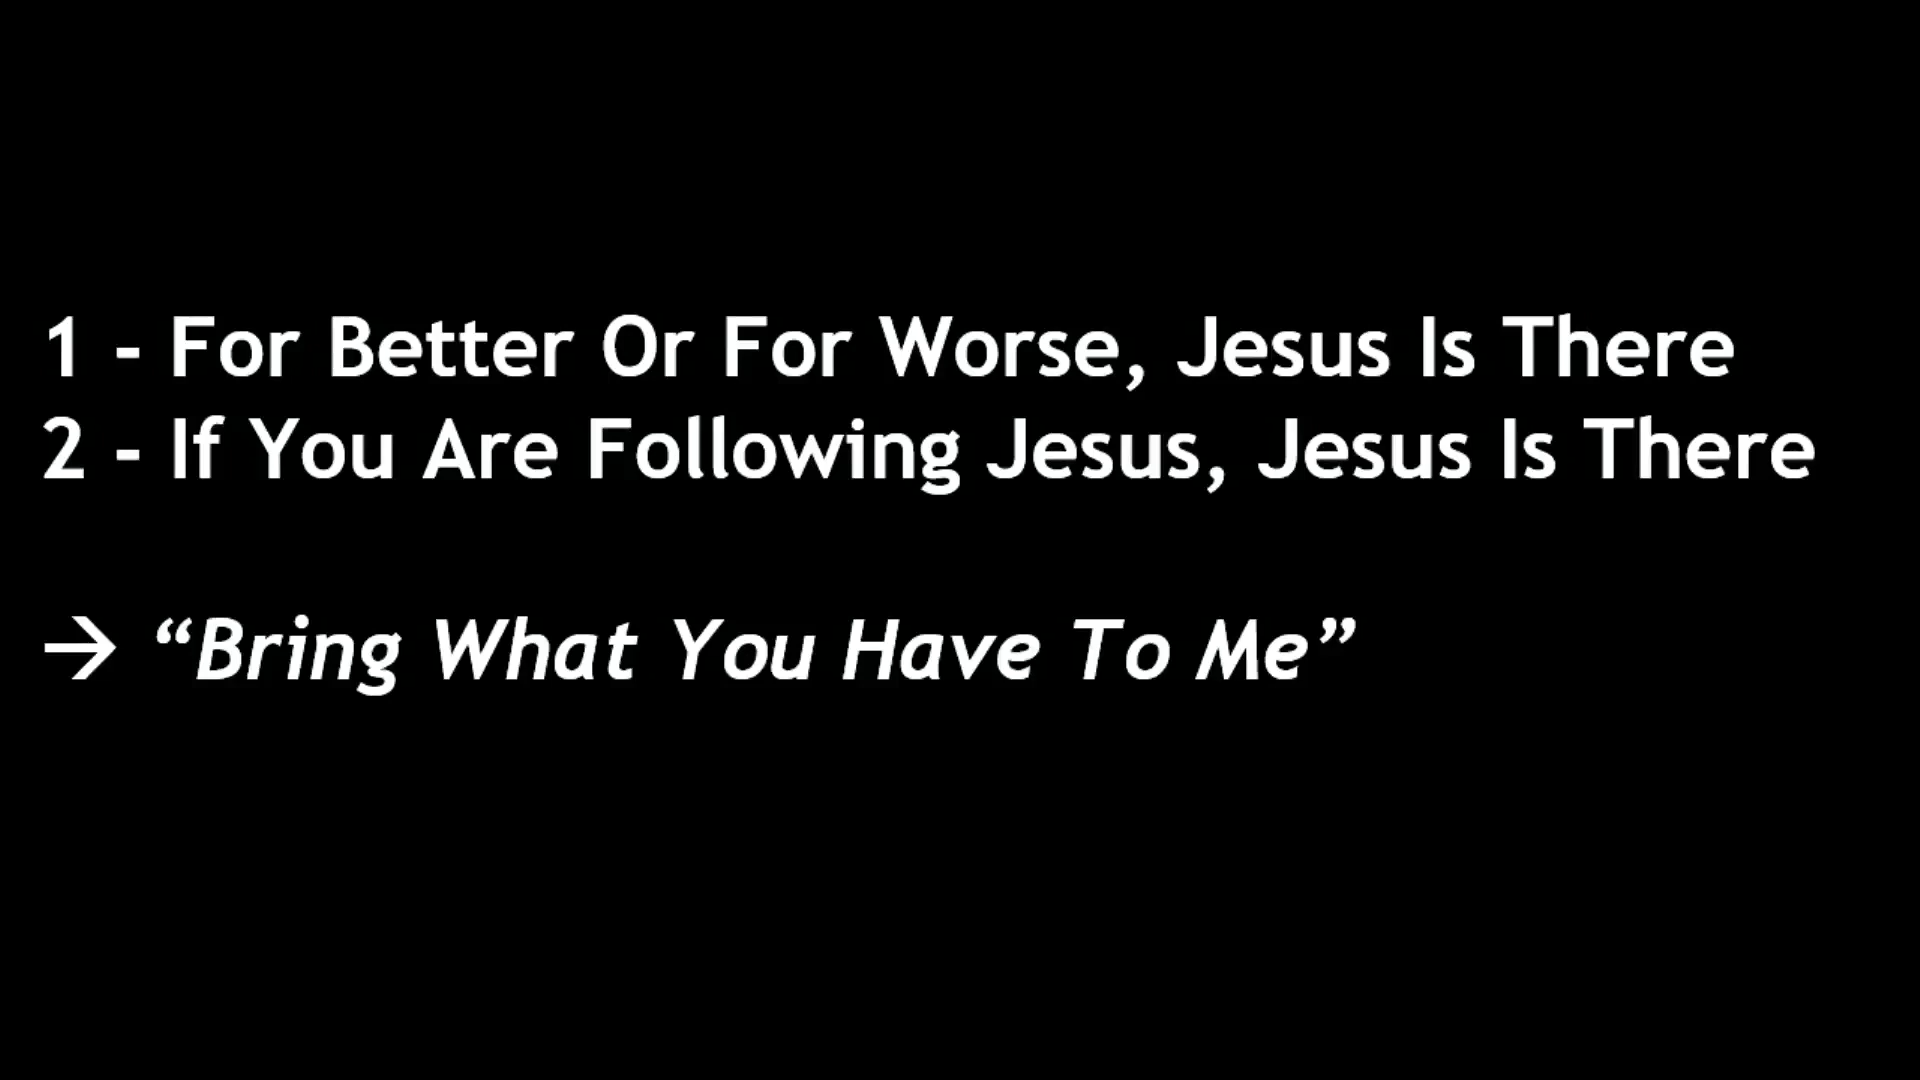 1 - For Better Or For Worse, Jesus Is There
2 - If You Are Following Jesus, Jesus Is There
→ “Bring What You Have To Me”